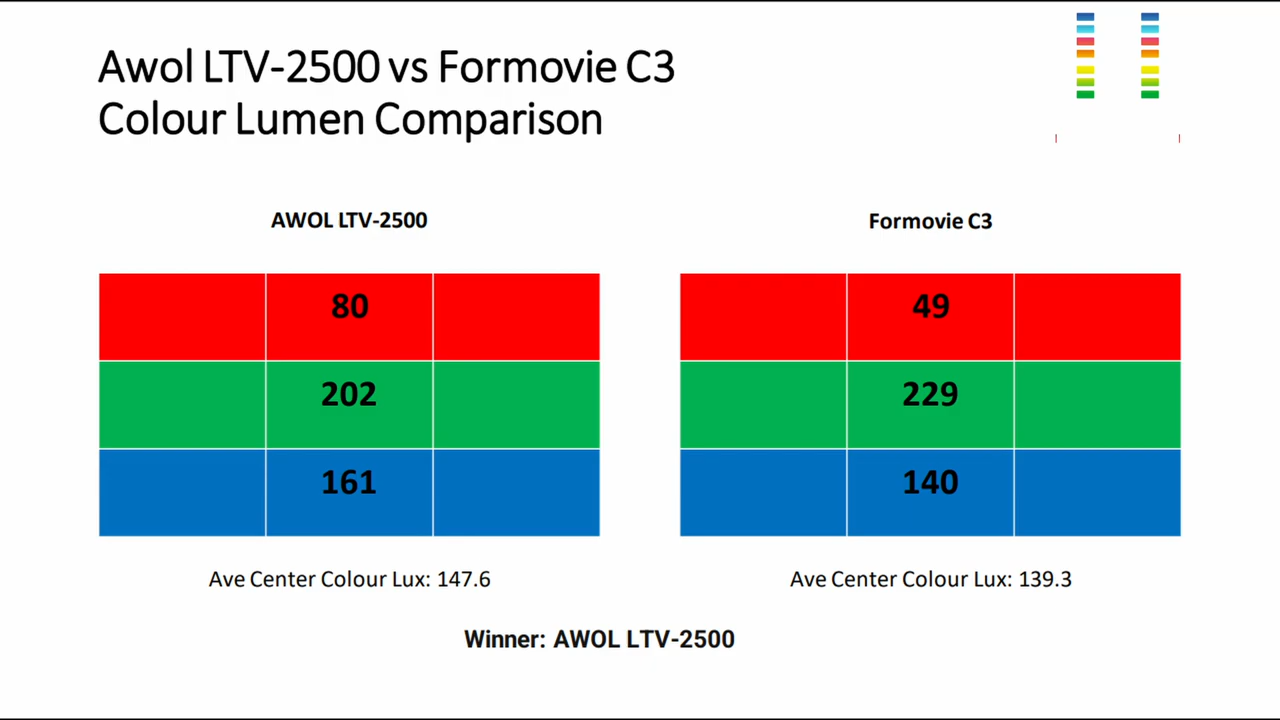 Awol LTV-2500 vs Formovie C3
Colour Lumen Comparison
AWOL LTV-2500
80
202
161
Ave Center Colour Lux: 147.6
Formovie C3
49
229
140
Ave Center Colour Lux: 139.3
Winner: AWOL LTV-2500